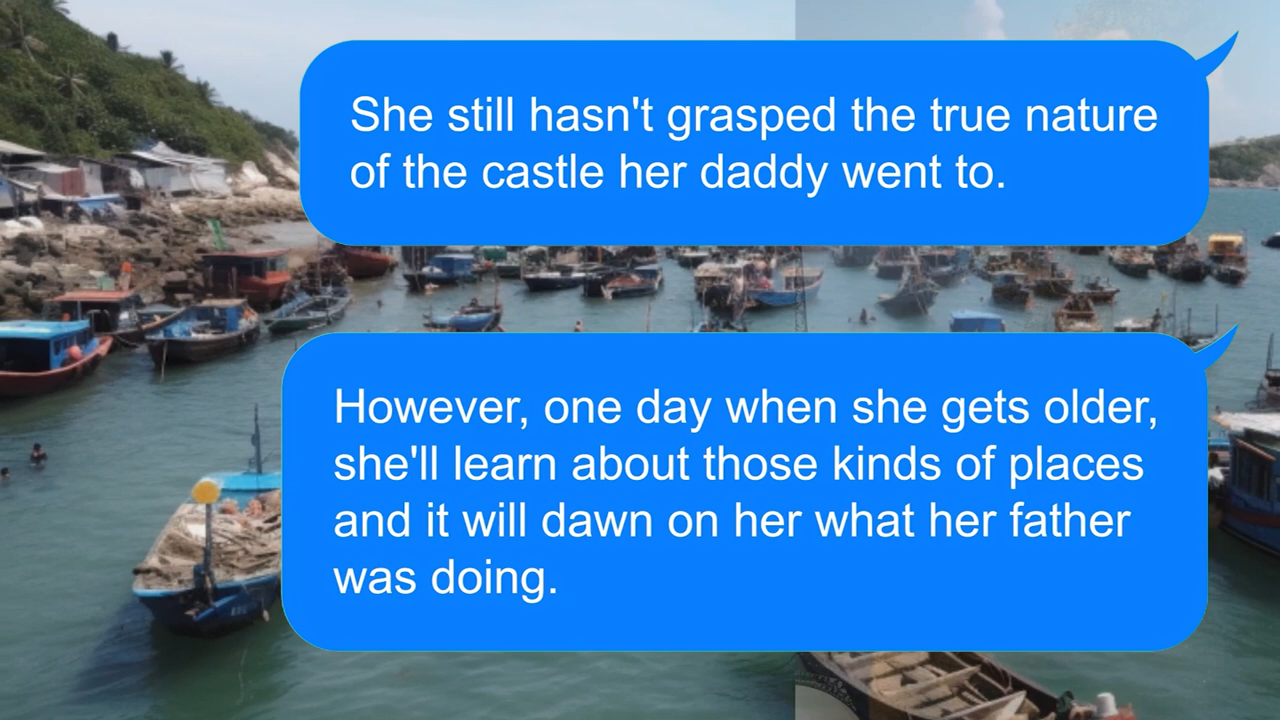 She still hasn't grasped the true nature
of the castle her daddy went to.
However, one day when she gets older,
she'll learn about those kinds of places
and it will dawn on her what her father
was doing.